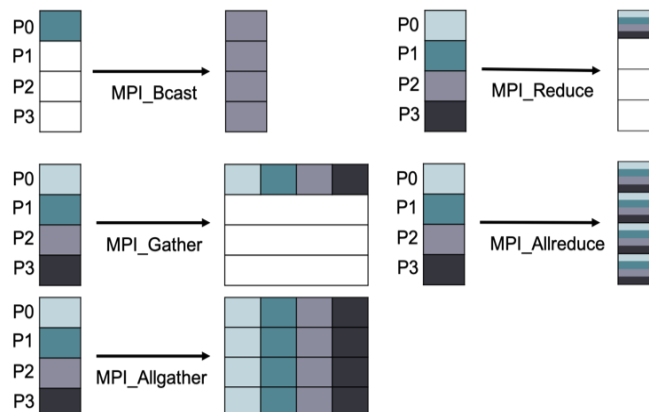 P0
P1
P2
P3
MPI_Bcast
P0
P1
P2
P3
MPI_Reduce
P0
P1
P2
P3
MPI_Gather
P0
P1
P2
P3
MPI_Allreduce
P0
P1
P2
P3
MPI_Allgather